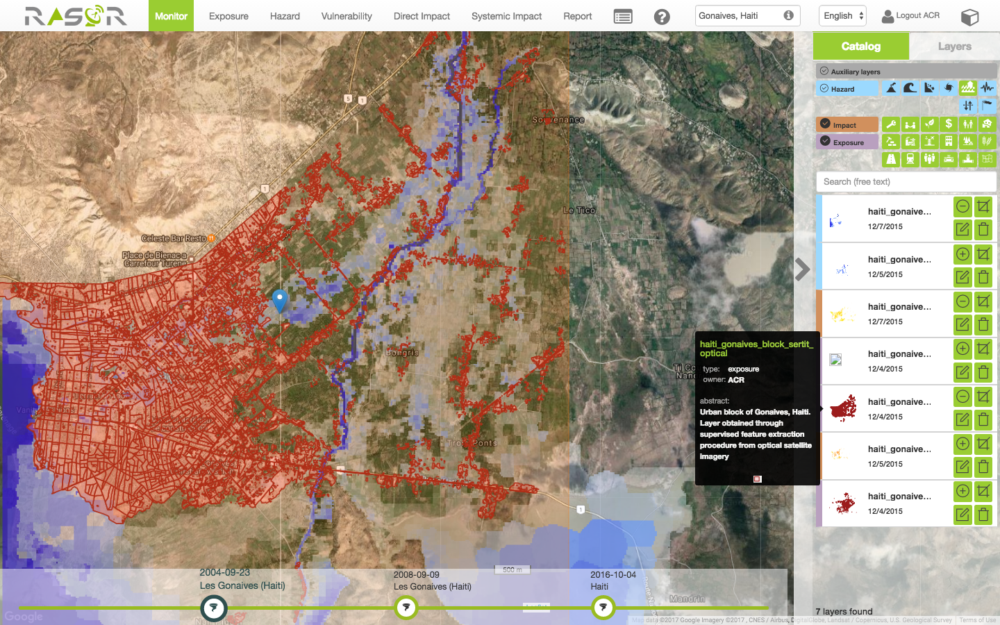 RASOR
Monitor
Exposure
Hazard
Vulnerability
Direct Impact
Systemic Impact
Report
Gonaives, Haiti
English
Logout ACR
Catalog
Layers
Auxiliary layers
Hazard
Impact
Exposure
Search (free text)
haiti_gonaive...
12/7/2015
haiti_gonaive...
12/5/2015
haiti_gonaive...
12/7/2015
haiti_gonaive...
12/4/2015
haiti_gonaive...
12/4/2015
haiti_gonaive...
12/5/2015
haiti_gonaive...
12/4/2015
7 layers found
haiti_gonaives_block_sertit_
optical
type: exposure
owner: ACR
abstract:
Urban block of Gonaives, Haiti.
Layer obtained through
supervised feature extraction
procedure from optical satellite
imagery
5
1
1
Souvenance
Le Tico
Celeste Bar Resto
Place de Bienac a
Carrefour Turene
Bongris
Trois Ponts
1
500 m
Mandrin
2004-09-23
Les Gonaives (Haiti)
2008-09-09
Les Gonaives (Haiti)
2016-10-04
Haiti
Google
Map data ©2017 Google Imagery ©2017 , CNES / Airbus, DigitalGlobe, Landsat / Copernicus, U.S. Geological Survey
Terms of Use